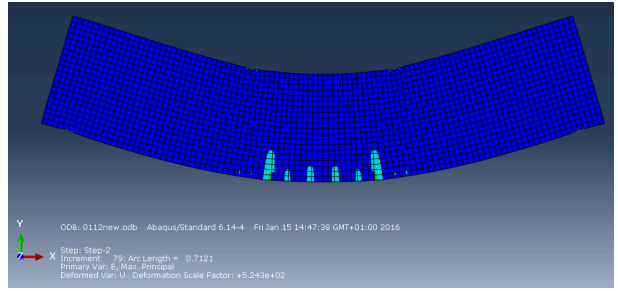 Y
X
ODB: 0112new.odb Abaqus/Standard 6.14-4 Fri Jan 15 14:47:38 GMT+01:00 2016
Step: Step-2
Increment 79: Arc Length = 0.7121
Primary Var: E, Max. Principal
Deformed Var: U Deformation Scale Factor: +5.243e+02